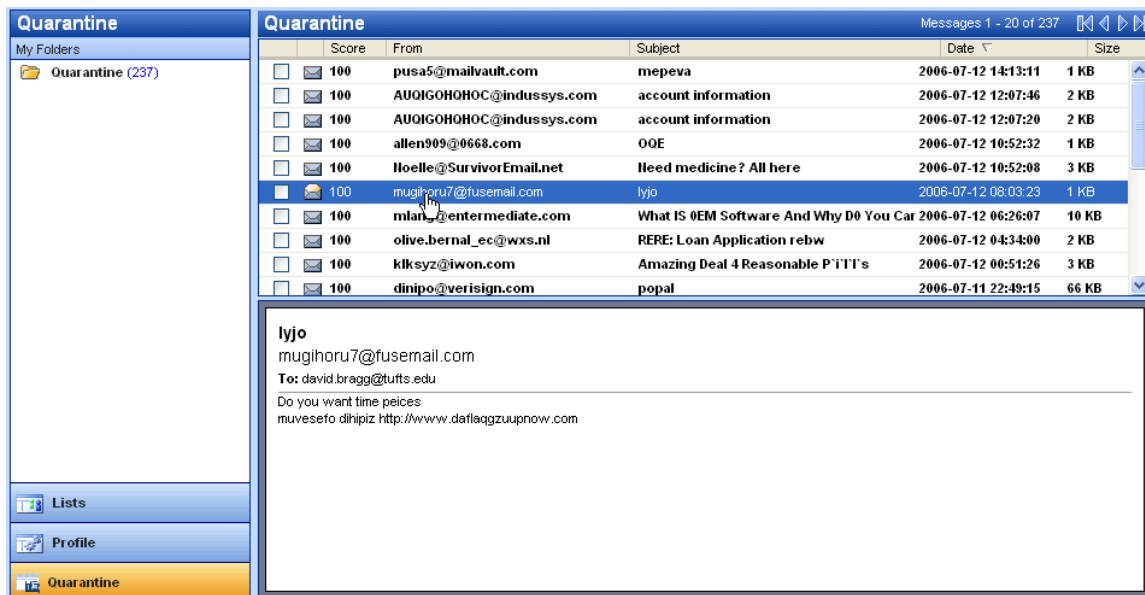 Quarantine
My Folders
Quarantine (237)
Lists
Profile
Quarantine
Quarantine Messages 1 - 20 of 237
Score From Subject Date Size
100 pusa5@mailvault.com mepeva 2006-07-12 14:13:11 1 KB
100 AUQIGOHQHOC@indussys.com account information 2006-07-12 12:07:46 2 KB
100 AUQIGOHQHOC@indussys.com account information 2006-07-12 12:07:20 2 KB
100 allen909@0668.com OQE 2006-07-12 10:52:32 1 KB
100 Noelle@SurvivorEmail.net Need medicine? All here 2006-07-12 10:52:08 3 KB
100 mugihoru7@fusemail.com lyjo 2006-07-12 08:03:23 1 KB
100 mlang@entermediate.com What IS 0EM Software And Why D0 You Car 2006-07-12 06:26:07 10 KB
100 olive.bernal_ec@wxs.nl RERE: Loan Application rebw 2006-07-12 04:34:00 2 KB
100 klksyz@iwon.com Amazing Deal 4 Reasonable P`i`l`l`s 2006-07-12 00:51:26 3 KB
100 dinipo@verisign.com popal 2006-07-11 22:49:15 66 KB
lyjo
mugihoru7@fusemail.com
To: david.bragg@tufts.edu
Do you want time peices
muvesefo dihipiz http://www.daflaqgzuupnow.com